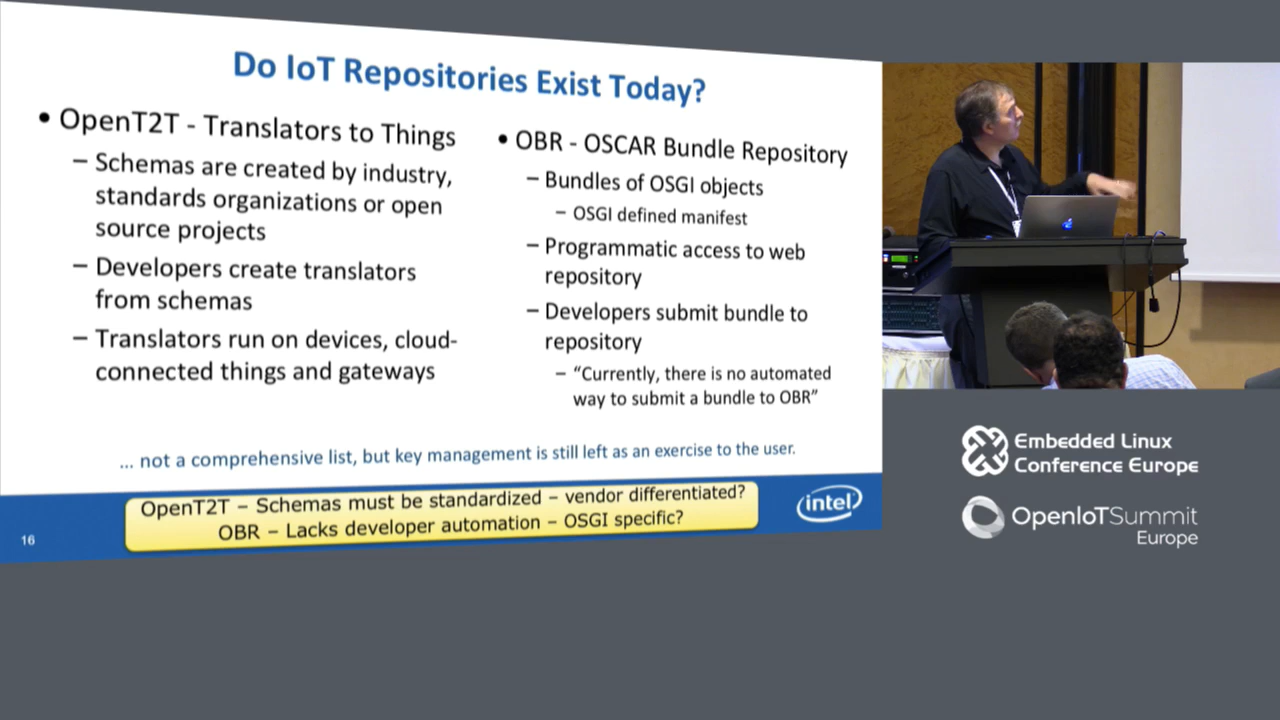 Do IoT Repositories Exist Today?
• OpenT2T - Translators to Things
– Schemas are created by industry,
standards organizations or open
source projects
– Developers create translators
from schemas
– Translators run on devices, cloud-
connected things and gateways
• OBR - OSCAR Bundle Repository
– Bundles of OSGI objects
– OSGI defined manifest
– Programmatic access to web
repository
– Developers submit bundle to
repository
– “Currently, there is no automated
way to submit a bundle to OBR”
... not a comprehensive list, but key management is still left as an exercise to the user.
OpenT2T – Schemas must be standardized – vendor differentiated?
OBR – Lacks developer automation – OSGI specific?
16
intel
Embedded Linux
Conference Europe
OpenIoTSummit
Europe